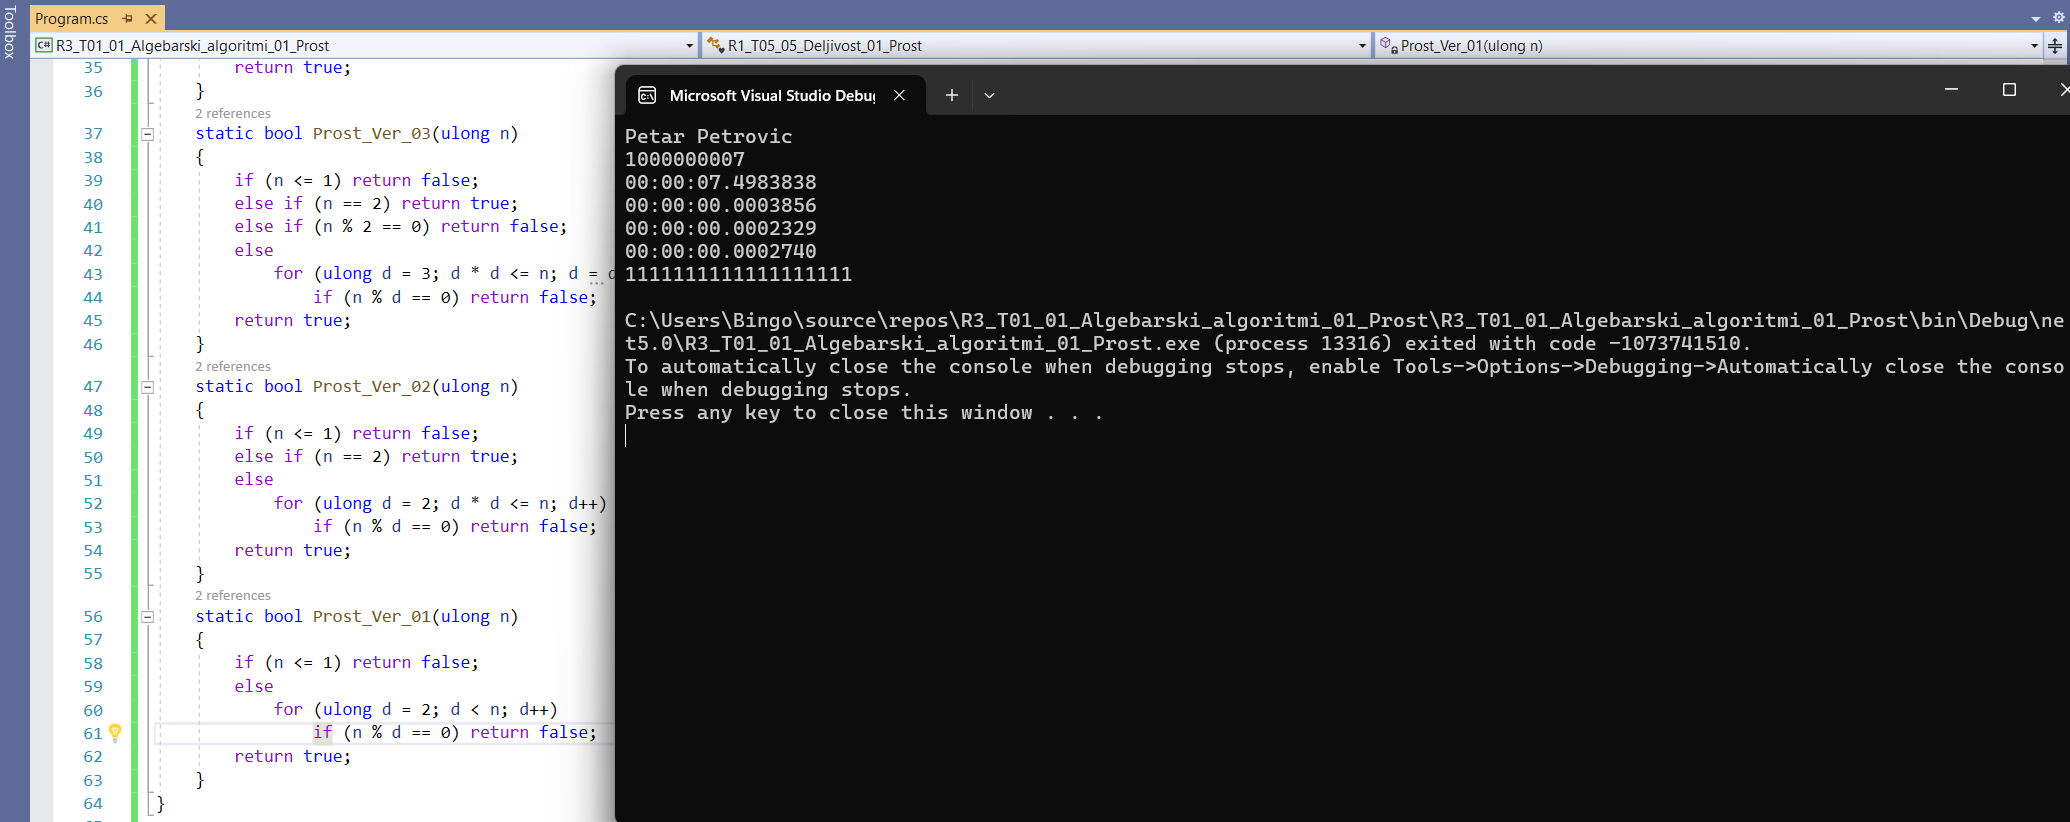 Toolbox
Program.cs
R3_T01_01_Algebarski_algoritmi_01_Prost
R1_T05_05_Deljivost_01_Prost
Prost_Ver_01(ulong n)
35 return true;
36 }
2 references
37 static bool Prost_Ver_03(ulong n)
38 {
39 if (n <= 1) return false;
40 else if (n == 2) return true;
41 else if (n % 2 == 0) return false;
42 else
43 for (ulong d = 3; d * d <= n; d = d
44 if (n % d == 0) return false;
45 return true;
46 }
2 references
47 static bool Prost_Ver_02(ulong n)
48 {
49 if (n <= 1) return false;
50 else if (n == 2) return true;
51 else
52 for (ulong d = 2; d * d <= n; d++)
53 if (n % d == 0) return false;
54 return true;
55 }
2 references
56 static bool Prost_Ver_01(ulong n)
57 {
58 if (n <= 1) return false;
59 else
60 for (ulong d = 2; d < n; d++)
61 if (n % d == 0) return false;
62 return true;
63 }
64 }
Microsoft Visual Studio Debug
Petar Petrovic
1000000007
00:00:07.4983838
00:00:00.0003856
00:00:00.0002329
00:00:00.0002740
1111111111111111111
C:\Users\Bingo\source\repos\R3_T01_01_Algebarski_algoritmi_01_Prost\R3_T01_01_Algebarski_algoritmi_01_Prost\bin\Debug\ne
t5.0\R3_T01_01_Algebarski_algoritmi_01_Prost.exe (process 13316) exited with code -1073741510.
To automatically close the console when debugging stops, enable Tools->Options->Debugging->Automatically close the conso
le when debugging stops.
Press any key to close this window . . .